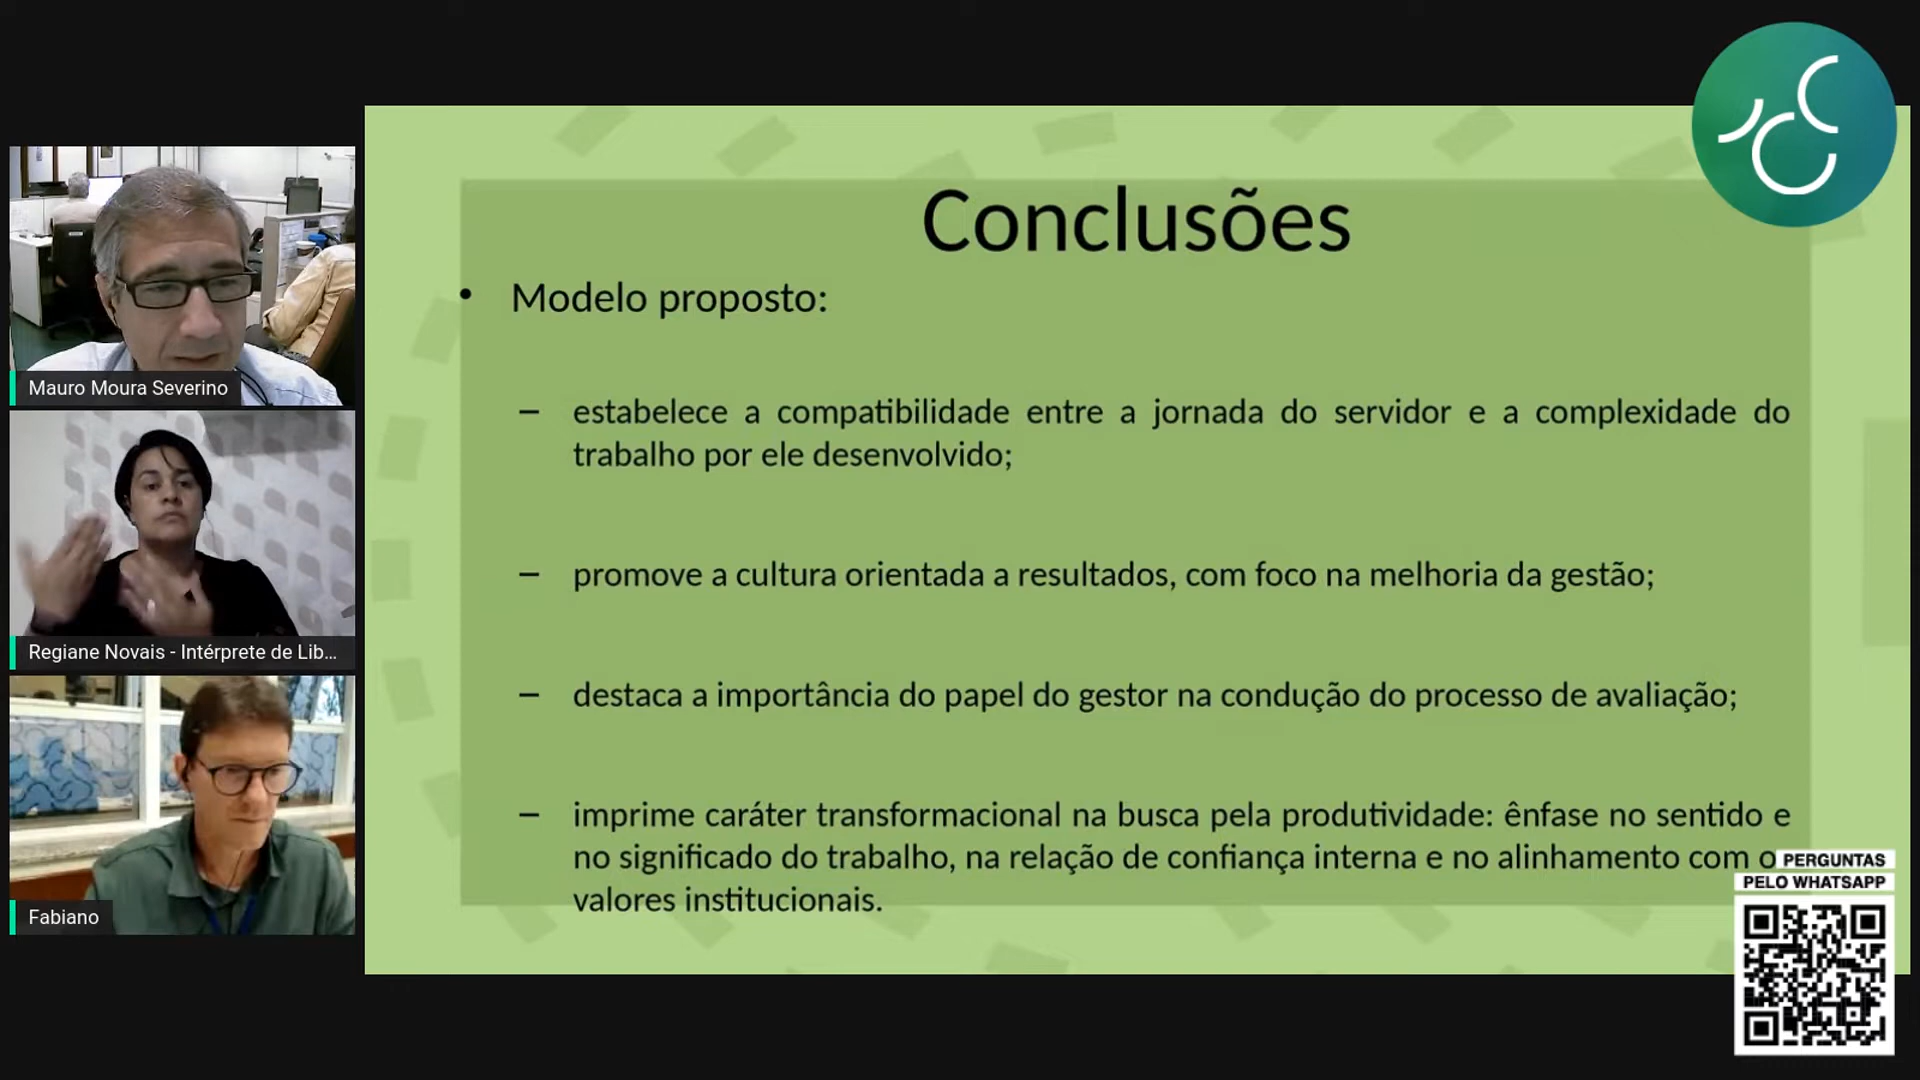 Mauro Moura Severino
Regiane Novais - Intérprete de Lib...
Fabiano
Conclusões
• Modelo proposto:
– estabelece a compatibilidade entre a jornada do servidor e a complexidade do
trabalho por ele desenvolvido;
– promove a cultura orientada a resultados, com foco na melhoria da gestão;
– destaca a importância do papel do gestor na condução do processo de avaliação;
– imprime caráter transformacional na busca pela produtividade: ênfase no sentido e
no significado do trabalho, na relação de confiança interna e no alinhamento com o
valores institucionais.
PERGUNTAS
PELO WHATSAPP